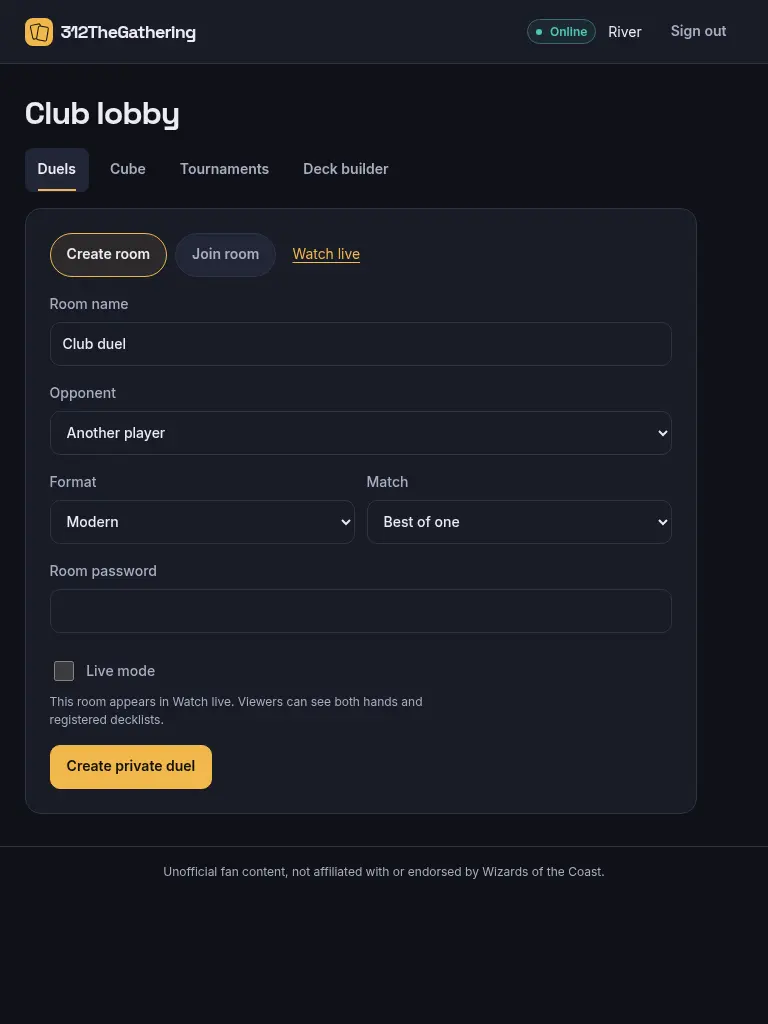 312TheGathering
Online
River
Sign out
Club lobby
Duels
Cube
Tournaments
Deck builder
Create room
Join room
Watch live
Room name
Club duel
Opponent
Another player
Format
Match
Modern
Best of one
Room password
Live mode
This room appears in Watch live. Viewers can see both hands and
registered decklists.
Create private duel
Unofficial fan content, not affiliated with or endorsed by Wizards of the Coast.